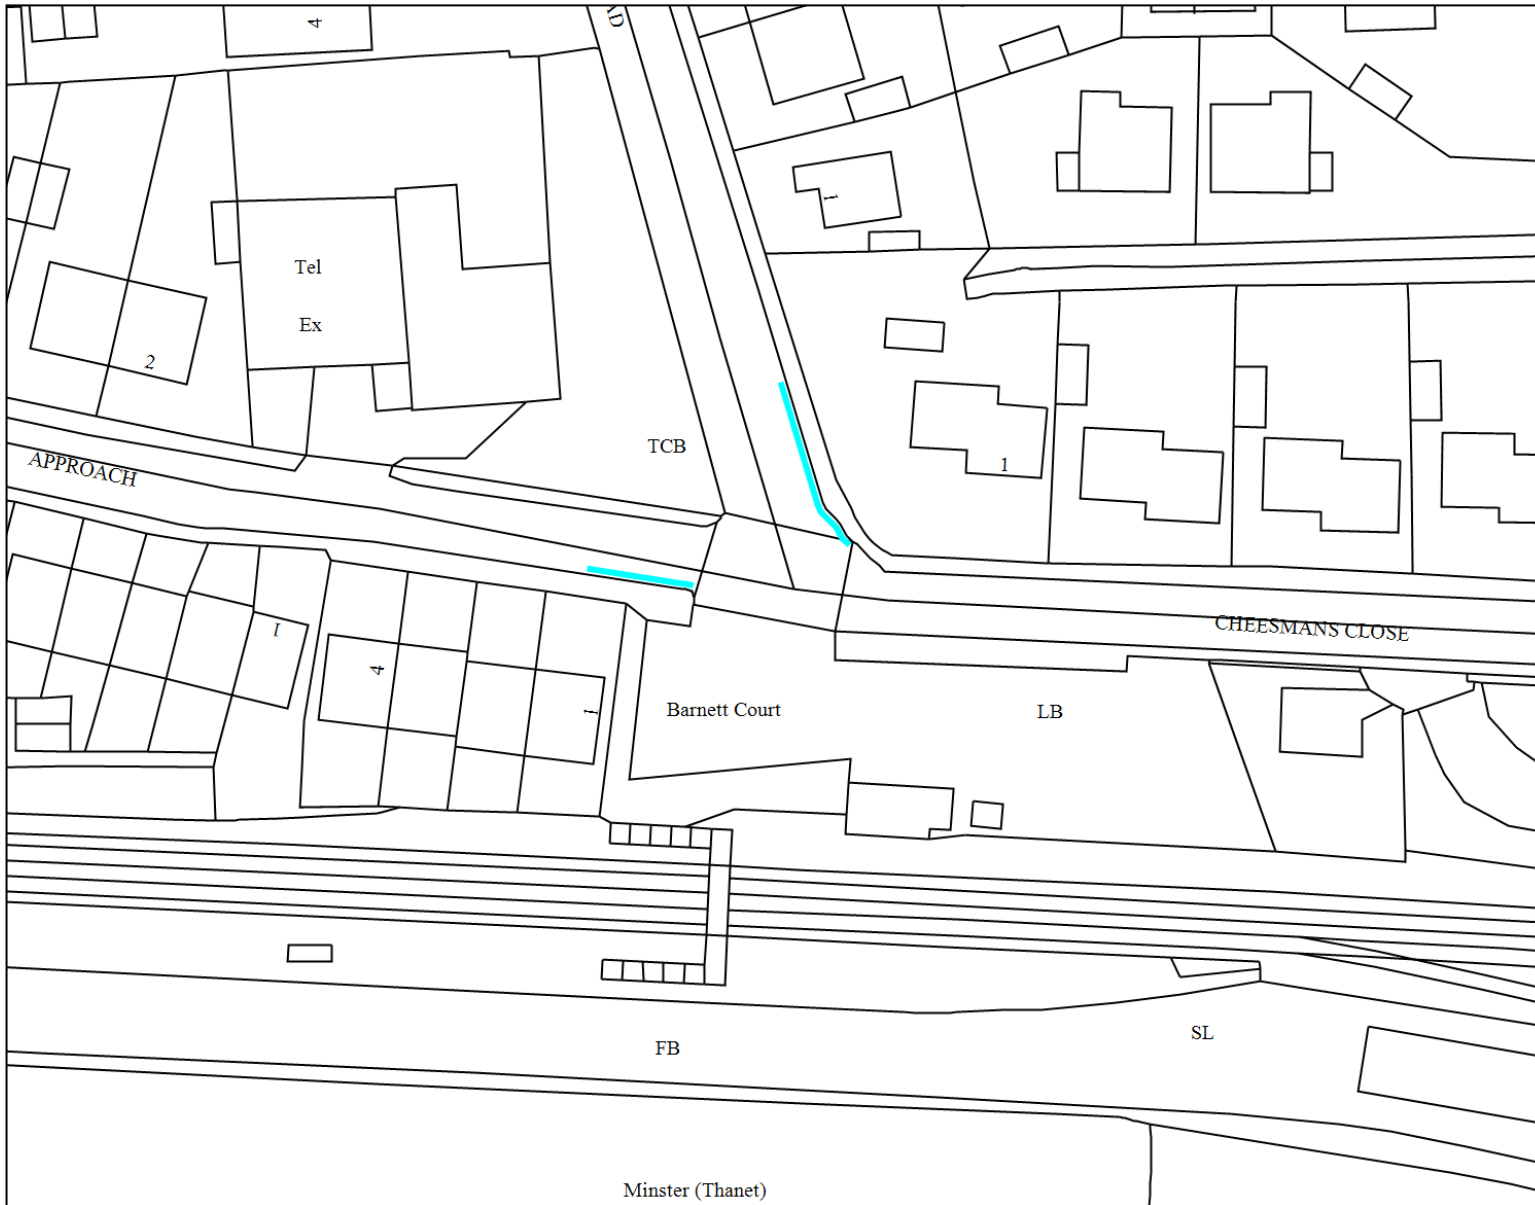 4
AD
1
Tel
Ex
2
TCB
APPROACH
1
1
4
1
CHEESMANS CLOSE
Barnett Court
LB
SL
FB
Minster (Thanet)